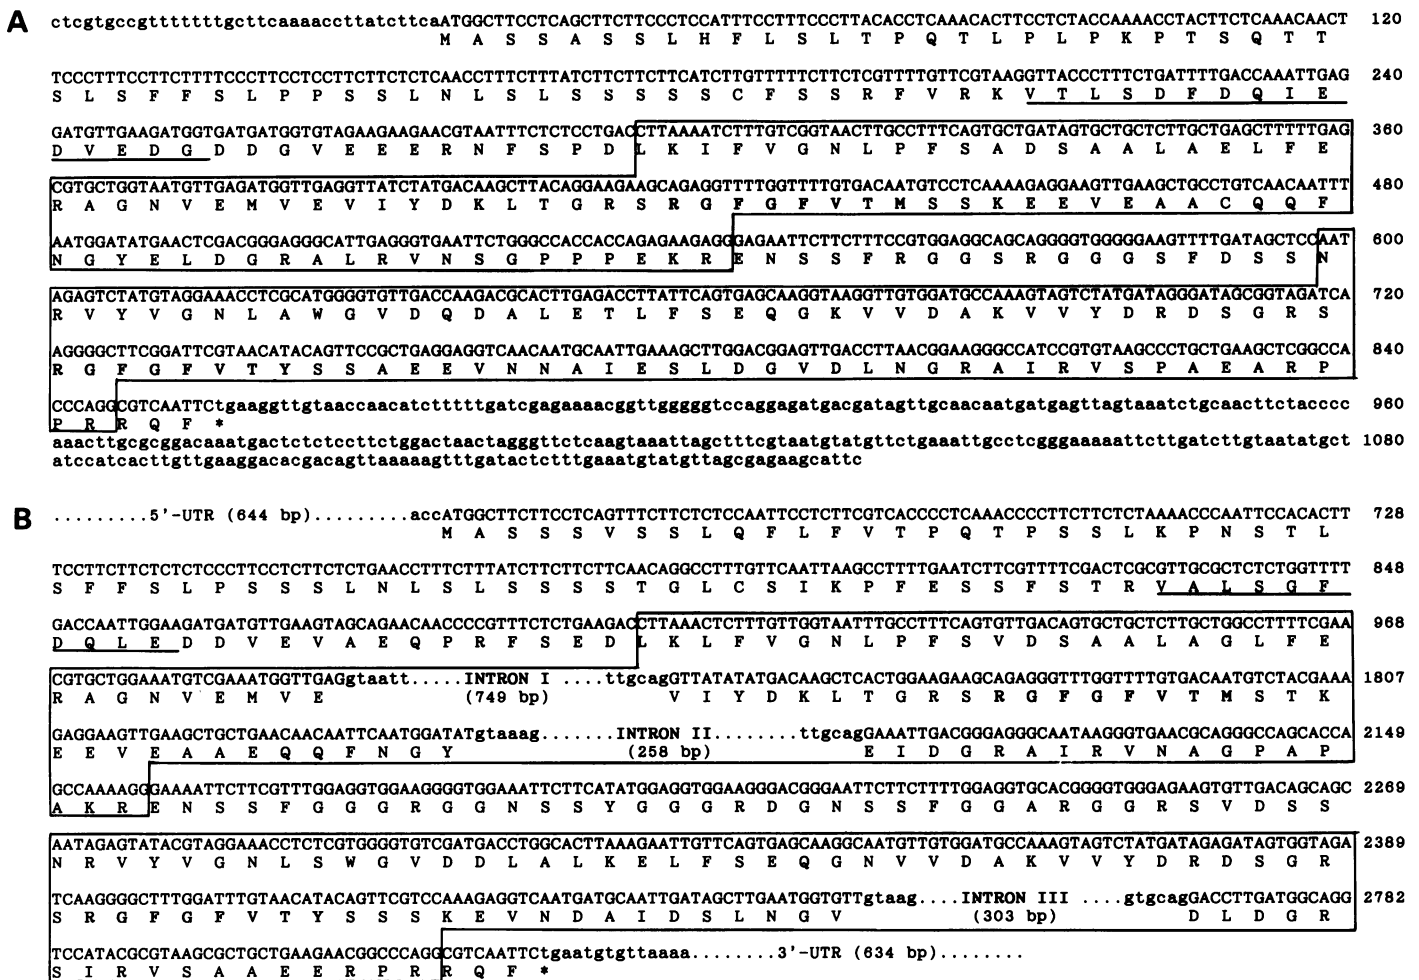 A
ctcgtgccgtttttttgcttcaaaaccttatcttcaATGGCTTCCTCAGCTTCTTCCCTCCATTTCCTTTCCCTTACACCTCAAACACTTCCTCTACCAAAACCTACTTCTCAAACAACT 120
M A S S A S S L H F L S L T P Q T L P L P K P T S Q T T
TCCCTTTCCTTCTTTTCCCTTCCTCCTTCTTCTCTCAACCTTTCTTTATCTTCTTCTTCATCTTGTTTTTCTTCTCGTTTTGTTCGTAAGGTTACCCTTTCTGATTTTGACCAAATTGAG 240
S L S F F S L P P S S L N L S L S S S S S C F S S R F V R K V T L S D F D Q I E
GATGTTGAAGATGGTGATGATGGTGTAGAAGAAGAACGTAATTTCTCTCCTGACCTTAAAATCTTTGTCGGTAACTTGCCTTTCAGTGCTGATAGTGCTGCTCTTGCTGAGCTTTTTGAG 360
D V E D G D D G V E E E R N F S P D L K I F V G N L P F S A D S A A L A E L F E
CGTGCTGGTAATGTTGAGATGGTTGAGGTTATCTATGACAAGCTTACAGGAAGAAGCAGAGGTTTTGGTTTTGTGACAATGTCCTCAAAAGAGGAAGTTGAAGCTGCCTGTCAACAATTT 480
R A G N V E M V E V I Y D K L T G R S R G F G F V T M S S K E E V E A A C Q Q F
AATGGATATGAACTCGACGGGAGGGCATTGAGGGTGAATTCTGGGCCACCACCAGAGAAGAGGGAGAATTCTTCTTTCCGTGGAGGCAGCAGGGGTGGGGGAAGTTTTGATAGCTCCAAT 600
N G Y E L D G R A L R V N S G P P P E K R E N S S F R G G S R G G G S F D S S N
AGAGTCTATGTAGGAAACCTCGCATGGGGTGTTGACCAAGACGCACTTGAGACCTTATTCAGTGAGCAAGGTAAGGTTGTGGATGCCAAAGTAGTCTATGATAGGGATAGCGGTAGATCA 720
R V Y V G N L A W G V D Q D A L E T L F S E Q G K V V D A K V V Y D R D S G R S
AGGGGCTTCGGATTCGTAACATACAGTTCCGCTGAGGAGGTCAACAATGCAATTGAAAGCTTGGACGGAGTTGACCTTAACGGAAGGGCCATCCGTGTAAGCCCTGCTGAAGCTCGGCCA 840
R G F G F V T Y S S A E E V N N A I E S L D G V D L N G R A I R V S P A E A R P
CCCAGGCGTCAATTCtgaaggttgtaaccaacatctttttgatcgagaaaacggttgggggtccaggagatgacgatagttgcaacaatgatgagttagtaaatctgcaacttctacccc 960
P R R Q F *
aaacttgcgcggacaaatgactctctccttctggactaactagggttctcaagtaaattagctttcgtaatgtatgttctgaaattgcctcgggaaaaattcttgatcttgtaatatgct 1080
atccatcacttgttgaaggacacgacagttaaaaagtttgatactctttgaaatgtatgttagcgagaagcattc
B
.........5'-UTR (644 bp).........accATGGCTTCTTCCTCAGTTTCTTCTCTCCAATTCCTCTTCGTCACCCCTCAAACCCCTTCTTCTCTAAAACCCAATTCCACACTT 728
M A S S S V S S L Q F L F V T P Q T P S S L K P N S T L
TCCTTCTTCTCTCTCCCTTCCTCTTCTCTGAACCTTTCTTTATCTTCTTCTTCAACAGGCCTTTGTTCAATTAAGCCTTTTGAATCTTCGTTTTCGACTCGCGTTGCGCTCTCTGGTTTT 848
S F F S L P S S S L N L S L S S S S T G L C S I K P F E S S F S T R V A L S G F
GACCAATTGGAAGATGATGTTGAAGTAGCAGAACAACCCCGTTTCTCTGAAGACCTTAAACTCTTTGTTGGTAATTTGCCTTTCAGTGTTGACAGTGCTGCTCTTGCTGGCCTTTTCGAA 968
D Q L E D D V E V A E Q P R F S E D L K L F V G N L P F S V D S A A L A G L F E
CGTGCTGGAAATGTCGAAATGGTTGAGgtaatt.....INTRON I ....ttgcagGTTATATATGACAAGCTCACTGGAAGAAGCAGAGGGTTTGGTTTTGTGACAATGTCTACGAAA 1807
R A G N V E M V E (749 bp) V I Y D K L T G R S R G F G F V T M S T K
GAGGAAGTTGAAGCTGCTGAACAACAATTCAATGGATATgtaaag.......INTRON II........ttgcagGAAATTGACGGGAGGGCAATAAGGGTGAACGCAGGGCCAGCACCA 2149
E E V E A A E Q Q F N G Y (258 bp) E I D G R A I R V N A G P A P
GCCAAAAGGGAAAATTCTTCGTTTGGAGGTGGAAGGGGTGGAAATTCTTCATATGGAGGTGGAAGGGACGGGAATTCTTCTTTTGGAGGTGCACGGGGTGGGAGAAGTGTTGACAGCAGC 2269
A K R E N S S F G G G R G G N S S Y G G G R D G N S S F G G A R G G R S V D S S
AATAGAGTATACGTAGGAAACCTCTCGTGGGGTGTCGATGACCTGGCACTTAAAGAATTGTTCAGTGAGCAAGGCAATGTTGTGGATGCCAAAGTAGTCTATGATAGAGATAGTGGTAGA 2389
N R V Y V G N L S W G V D D L A L K E L F S E Q G N V V D A K V V Y D R D S G R
TCAAGGGGCTTTGGATTTGTAACATACAGTTCGTCCAAAGAGGTCAATGATGCAATTGATAGCTTGAATGGTGTTgtaag....INTRON III ....gtgcagGACCTTGATGGCAGG 2782
S R G F G F V T Y S S S K E V N D A I D S L N G V (303 bp) D L D G R
TCCATACGCGTAAGCGCTGCTGAAGAACGGCCCAGGCGTCAATTCtgaatgtgttaaaa........3'-UTR (634 bp)........
S I R V S A A E E R P R R Q F *